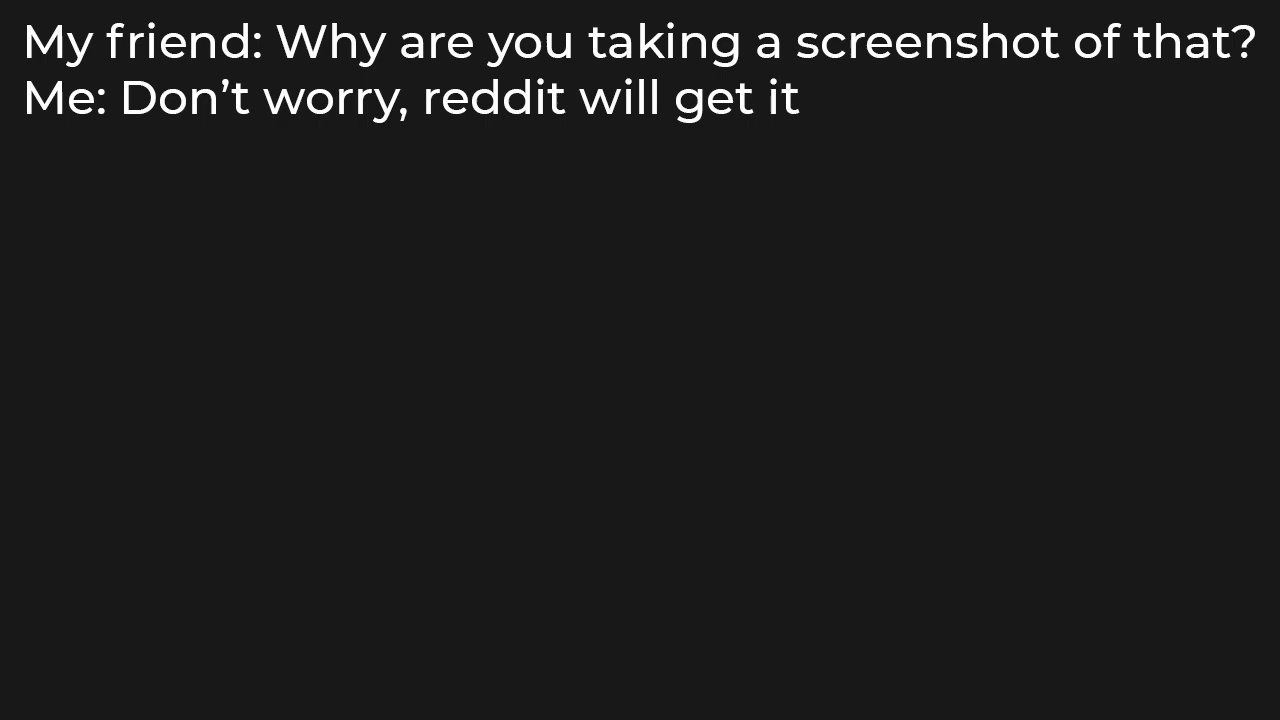 My friend: Why are you taking a screenshot of that?
Me: Don’t worry, reddit will get it